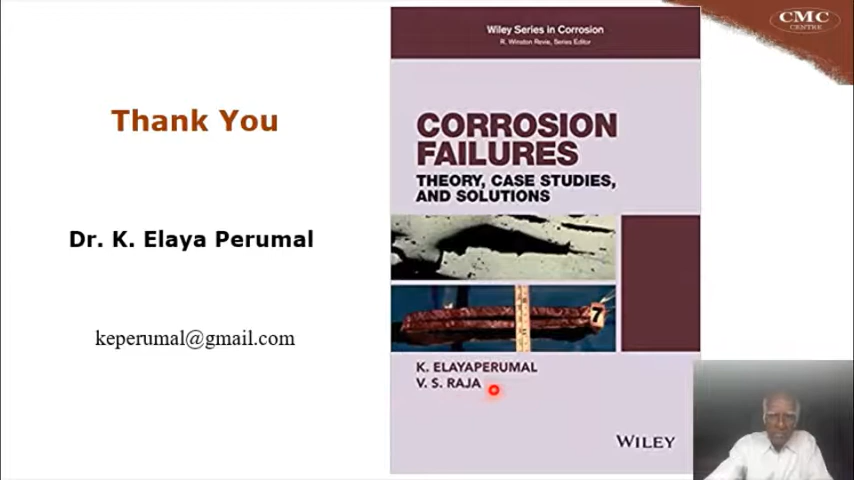 CMC
CENTRE
Wiley Series in Corrosion
R. Winston Revie, Series Editor
Thank You
CORROSION
FAILURES
THEORY, CASE STUDIES,
AND SOLUTIONS
Dr. K. Elaya Perumal
7
keperumal@gmail.com
K. ELAYAPERUMAL
V. S. RAJA
WILEY